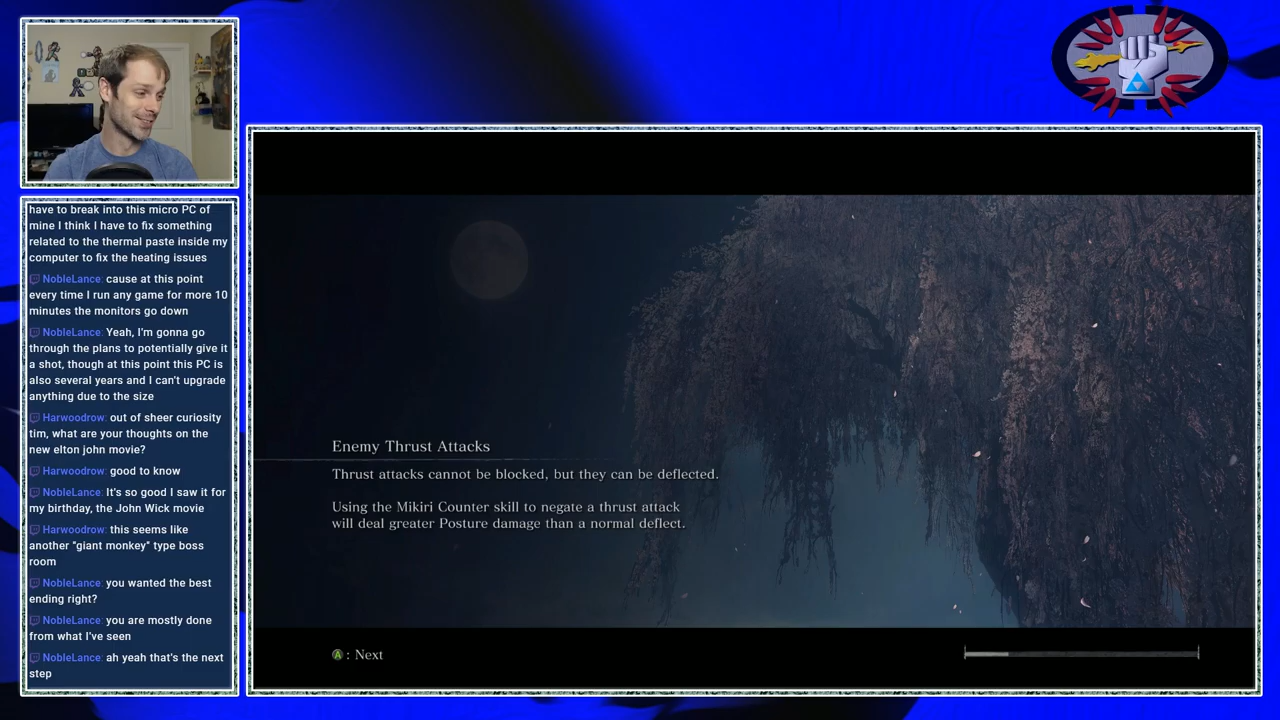 have to break into this micro PC of
mine I think I have to fix something
related to the thermal paste inside my
computer to fix the heating issues
NobleLance: cause at this point
every time I run any game for more 10
minutes the monitors go down
NobleLance: Yeah, I'm gonna go
through the plans to potentially give it
a shot, though at this point this PC is
also several years and I can't upgrade
anything due to the size
Harwoodrow: out of sheer curiosity
tim, what are your thoughts on the
new elton john movie?
Harwoodrow: good to know
NobleLance: It's so good I saw it for
my birthday, the John Wick movie
Harwoodrow: this seems like
another "giant monkey" type boss
room
NobleLance: you wanted the best
ending right?
NobleLance: you are mostly done
from what I've seen
NobleLance: ah yeah that's the next
step
Enemy Thrust Attacks
Thrust attacks cannot be blocked, but they can be deflected.
Using the Mikiri Counter skill to negate a thrust attack
will deal greater Posture damage than a normal deflect.
A : Next